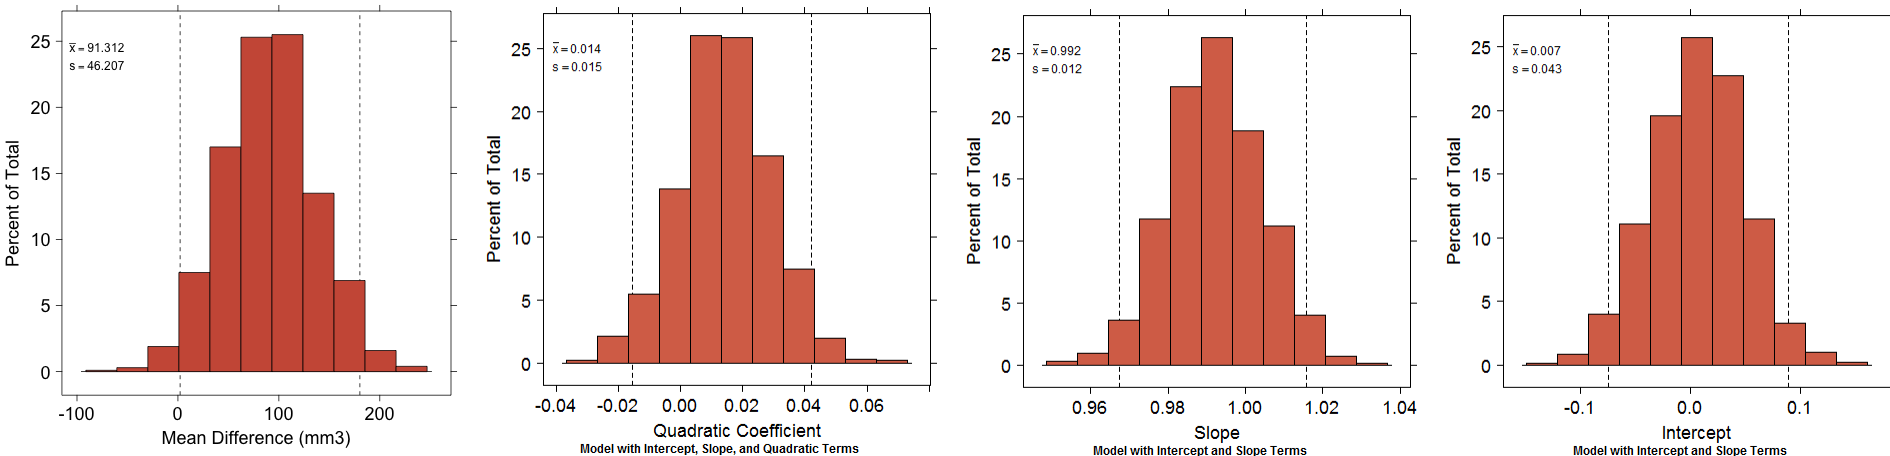 x̅ = 91.312
s = 46.207
Percent of Total
25
20
15
10
5
0
-100
0
100
200
Mean Difference (mm3)
x̅ = 0.014
s = 0.015
Percent of Total
25
20
15
10
5
0
-0.04
-0.02
0.00
0.02
0.04
0.06
Quadratic Coefficient
Model with Intercept, Slope, and Quadratic Terms
x̅ = 0.992
s = 0.012
Percent of Total
25
20
15
10
5
0
0.96
0.98
1.00
1.02
1.04
Slope
Model with Intercept and Slope Terms
x̅ = 0.007
s = 0.043
Percent of Total
25
20
15
10
5
0
-0.1
0.0
0.1
Intercept
Model with Intercept and Slope Terms